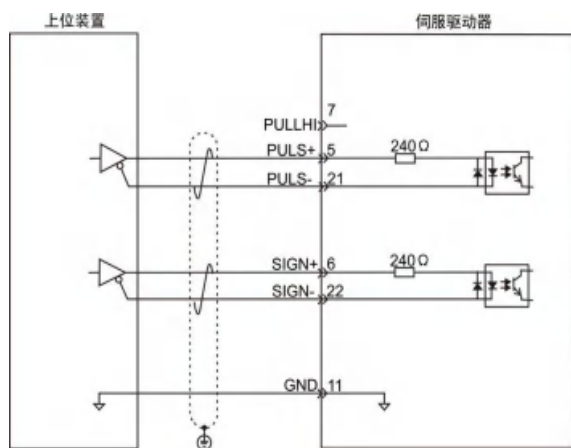 上位装置 伺服驱动器
7
PULLHI
PULS+ 5 240Ω
PULS- 21
SIGN+ 6 240Ω
SIGN- 22
GND 11